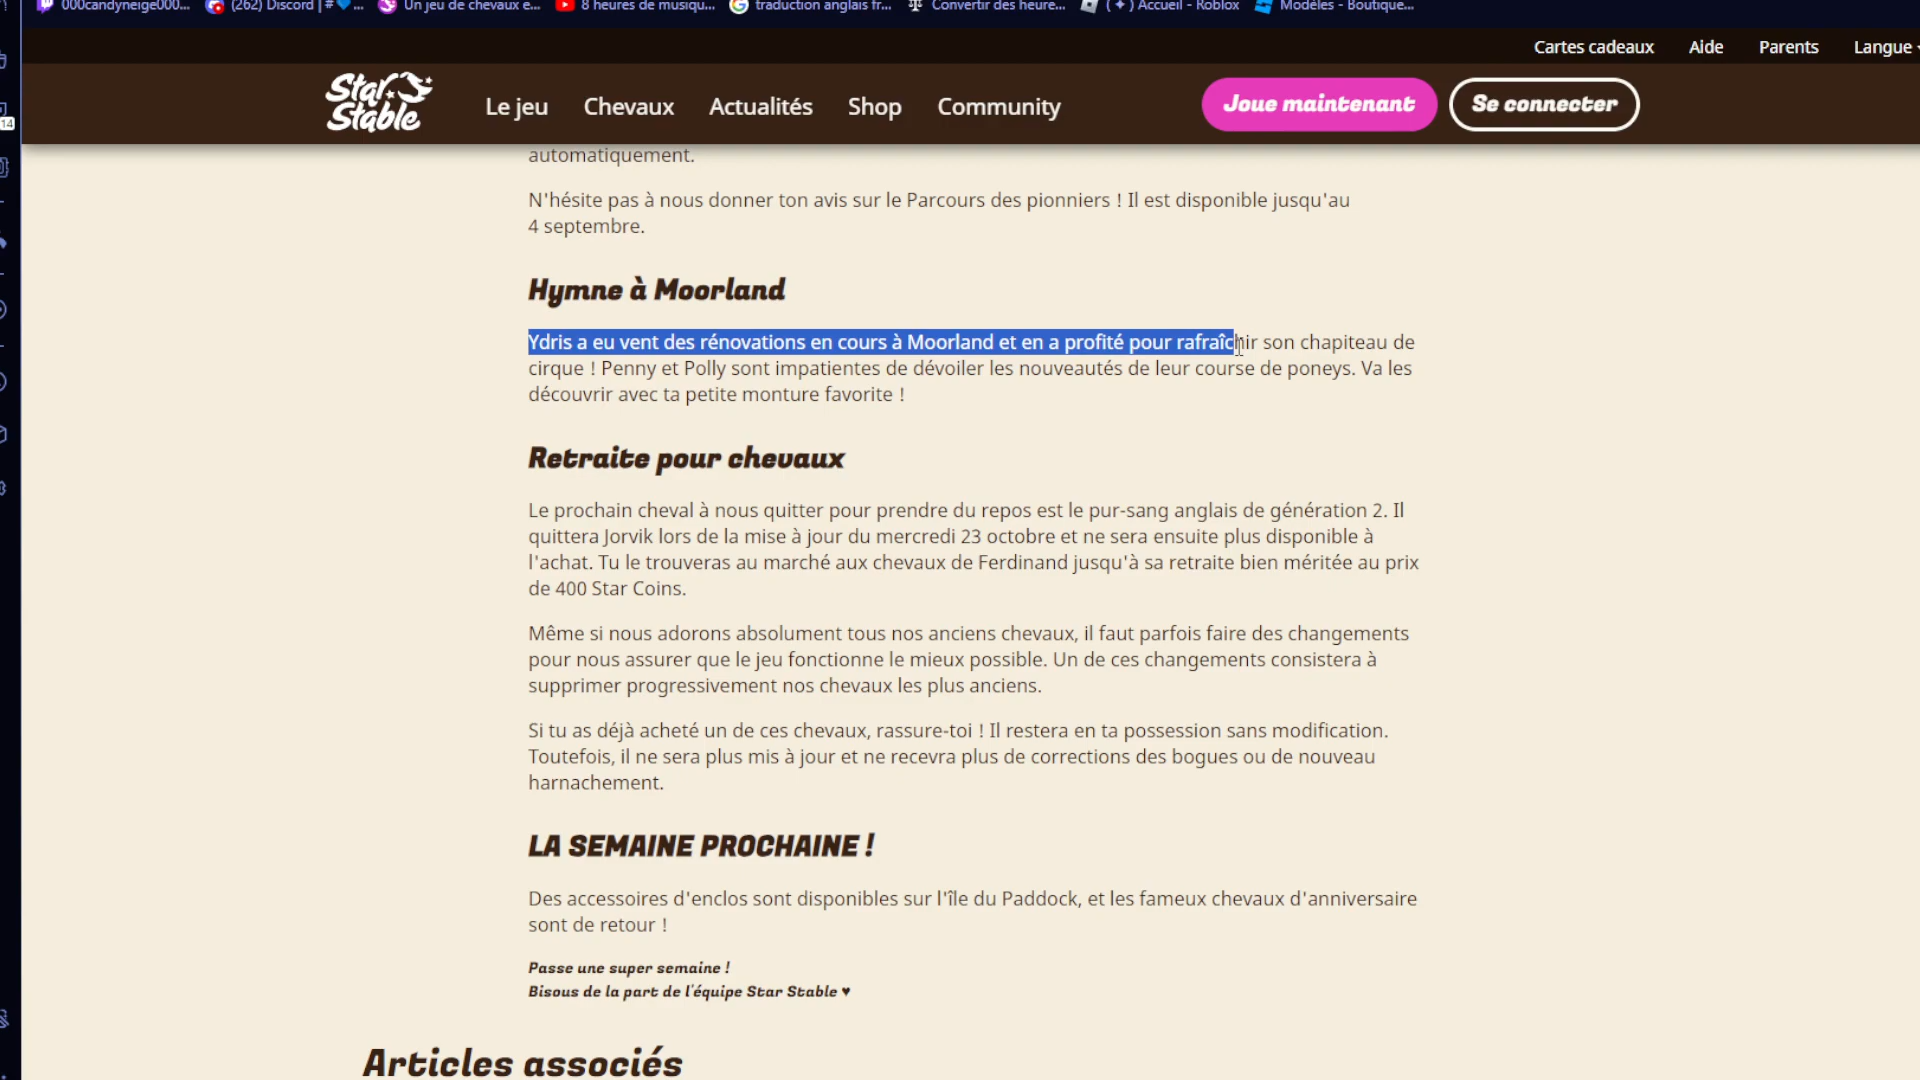 000candyneige000...
(262) Discord | #💙...
Un jeu de chevaux e...
8 heures de musiqu...
traduction anglais fr...
Convertir des heure...
( ✦ ) Accueil - Roblox
Modèles - Boutique...
Cartes cadeaux
Aide
Parents
Langue
14
Star Stable
Le jeu
Chevaux
Actualités
Shop
Community
Joue maintenant
Se connecter
automatiquement.
N'hésite pas à nous donner ton avis sur le Parcours des pionniers ! Il est disponible jusqu'au
4 septembre.
Hymne à Moorland
Ydris a eu vent des rénovations en cours à Moorland et en a profité pour rafraîchir son chapiteau de
cirque ! Penny et Polly sont impatientes de dévoiler les nouveautés de leur course de poneys. Va les
découvrir avec ta petite monture favorite !
Retraite pour chevaux
Le prochain cheval à nous quitter pour prendre du repos est le pur-sang anglais de génération 2. Il
quittera Jorvik lors de la mise à jour du mercredi 23 octobre et ne sera ensuite plus disponible à
l'achat. Tu le trouveras au marché aux chevaux de Ferdinand jusqu'à sa retraite bien méritée au prix
de 400 Star Coins.
Même si nous adorons absolument tous nos anciens chevaux, il faut parfois faire des changements
pour nous assurer que le jeu fonctionne le mieux possible. Un de ces changements consistera à
supprimer progressivement nos chevaux les plus anciens.
Si tu as déjà acheté un de ces chevaux, rassure-toi ! Il restera en ta possession sans modification.
Toutefois, il ne sera plus mis à jour et ne recevra plus de corrections des bogues ou de nouveau
harnachement.
LA SEMAINE PROCHAINE !
Des accessoires d'enclos sont disponibles sur l'île du Paddock, et les fameux chevaux d'anniversaire
sont de retour !
Passe une super semaine !
Bisous de la part de l'équipe Star Stable ♥
Articles associés